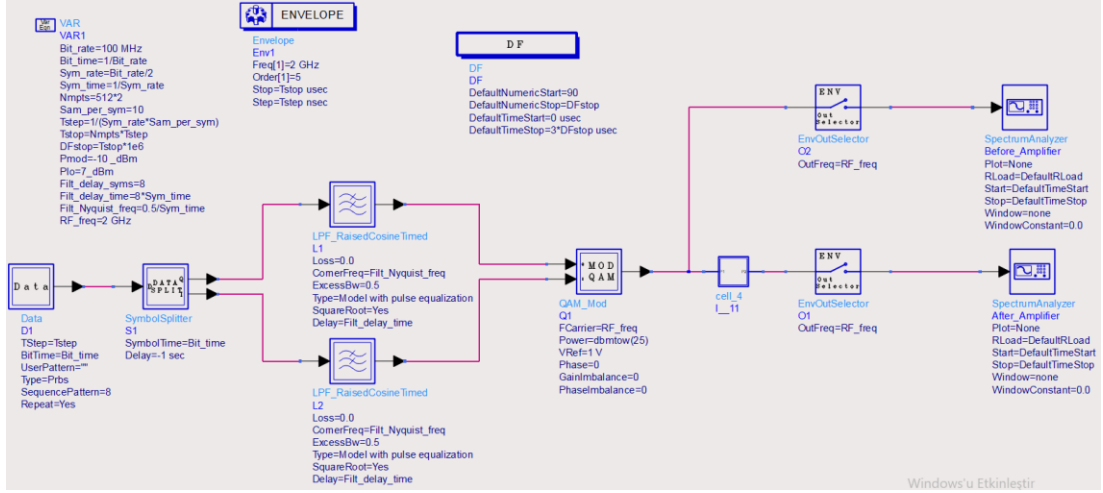 Var
Eqn
VAR
VAR1
Bit_rate=100 MHz
Bit_time=1/Bit_rate
Sym_rate=Bit_rate/2
Sym_time=1/Sym_rate
Nmpts=512*2
Sam_per_sym=10
Tstep=1/(Sym_rate*Sam_per_sym)
Tstop=Nmpts*Tstep
DFstop=Tstop*1e6
Pmod=-10 _dBm
Plo=7_dBm
Filt_delay_syms=8
Filt_delay_time=8*Sym_time
Filt_Nyquist_freq=0.5/Sym_time
RF_freq=2 GHz
ENVELOPE
Envelope
Env1
Freq[1]=2 GHz
Order[1]=5
Stop=Tstop usec
Step=Tstep nsec
DF
DF
DF
DefaultNumericStart=90
DefaultNumericStop=DFstop
DefaultTimeStart=0 usec
DefaultTimeStop=3*DFstop usec
ENV
Out
Selector
EnvOutSelector
O2
OutFreq=RF_freq
SpectrumAnalyzer
Before_Amplifier
Plot=None
RLoad=DefaultRLoad
Start=DefaultTimeStart
Stop=DefaultTimeStop
Window=none
WindowConstant=0.0
LPF_RaisedCosineTimed
L1
Loss=0.0
CornerFreq=Filt_Nyquist_freq
ExcessBw=0.5
Type=Model with pulse equalization
SquareRoot=Yes
Delay=Filt_delay_time
Data
Data
D1
TStep=Tstep
BitTime=Bit_time
UserPattern=""
Type=Prbs
SequencePattern=8
Repeat=Yes
DATA
SPLIT
Q
I
SymbolSplitter
S1
SymbolTime=Bit_time
Delay=-1 sec
LPF_RaisedCosineTimed
L2
Loss=0.0
CornerFreq=Filt_Nyquist_freq
ExcessBw=0.5
Type=Model with pulse equalization
SquareRoot=Yes
Delay=Filt_delay_time
MOD
QAM
QAM_Mod
Q1
FCarrier=RF_freq
Power=dbmtow(25)
VRef=1 V
Phase=0
GainImbalance=0
PhaseImbalance=0
cell_4
I__11
ENV
Out
Selector
EnvOutSelector
O1
OutFreq=RF_freq
SpectrumAnalyzer
After_Amplifier
Plot=None
RLoad=DefaultRLoad
Start=DefaultTimeStart
Stop=DefaultTimeStop
Window=none
WindowConstant=0.0
Windows'u Etkinleştir